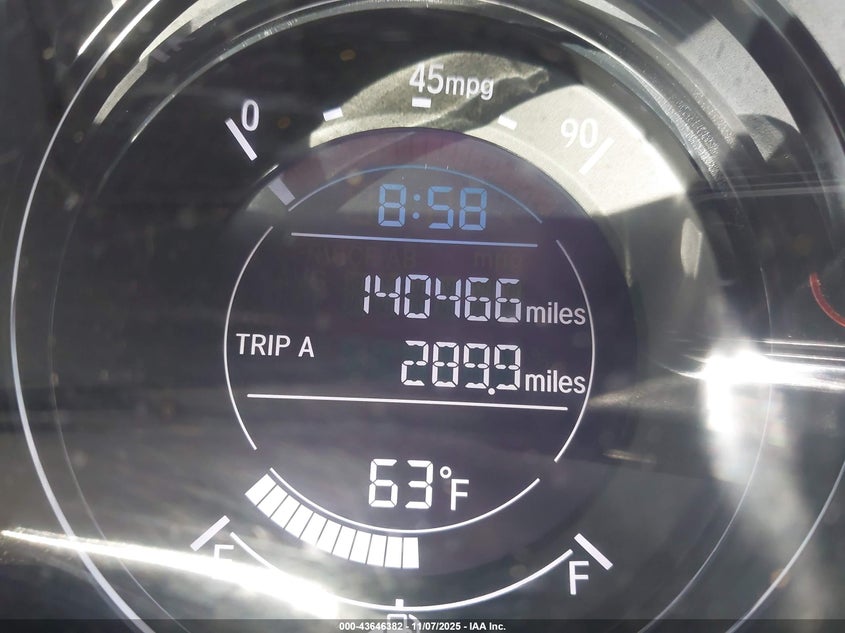 45mpg
0
90
8:58
140466 miles
TRIP A 289.9 miles
63°F
E F
000-43646382 - 11/07/2025 - IAA Inc.